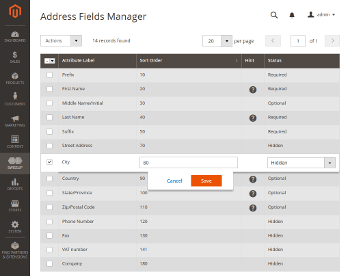 Address Fields Manager
admin
Actions
14 records found
20
per page
1
of 1
Attribute Label
Sort Order
Hint
Status
Prefix
10
Required
First Name
20
Required
Middle Name/Initial
30
Optional
Last Name
40
Required
Suffix
50
Required
Street Address
70
Hidden
City
80
Hidden
Cancel
Save
Country
90
Optional
State/Province
100
Optional
Zip/Postal Code
110
Optional
Phone Number
120
Hidden
Fax
130
Hidden
VAT number
131
Hidden
Company
180
Hidden
DASHBOARD
SALES
PRODUCTS
CUSTOMERS
MARKETING
CONTENT
REPORTS
STORES
SYSTEM
FIND PARTNERS
& EXTENSIONS